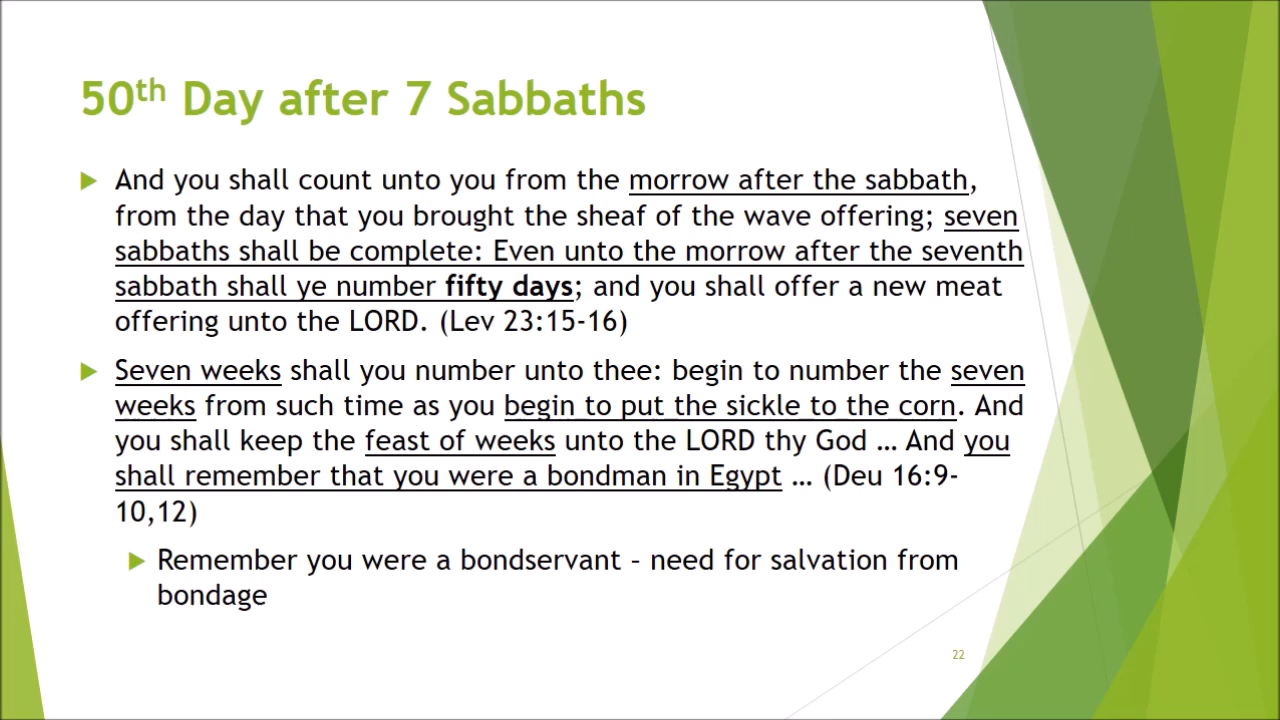 50th Day after 7 Sabbaths
And you shall count unto you from the morrow after the sabbath,
from the day that you brought the sheaf of the wave offering; seven
sabbaths shall be complete: Even unto the morrow after the seventh
sabbath shall ye number fifty days; and you shall offer a new meat
offering unto the LORD. (Lev 23:15-16)
Seven weeks shall you number unto thee: begin to number the seven
weeks from such time as you begin to put the sickle to the corn. And
you shall keep the feast of weeks unto the LORD thy God … And you
shall remember that you were a bondman in Egypt … (Deu 16:9-
10,12)
Remember you were a bondservant – need for salvation from
bondage
22